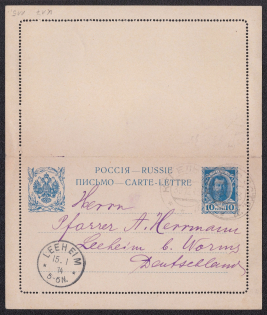 РОССІЯ — RUSSIE
ПИСЬМО — CARTE-LETTRE
10 10
Herrn
Pfarrer A. Herrmann
Leeheim b. Worms
Deutschland
LEEHEIM
15. 1
14
5-6N.